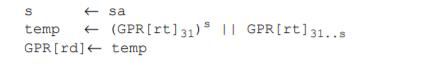 s ← sa
temp ← (GPR[rt]31)s || GPR[rt]31..s
GPR[rd]← temp